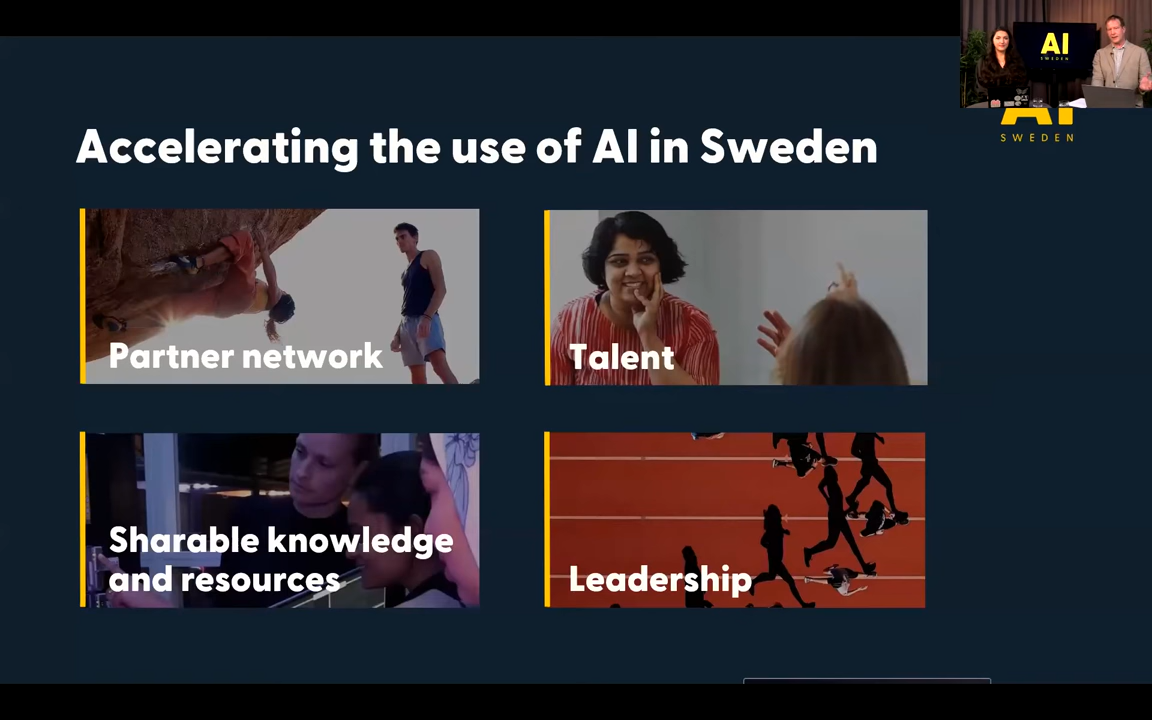 AI
SWEDEN
Accelerating the use of AI in Sweden
AI
SWEDEN
Partner network
Talent
Sharable knowledge
and resources
Leadership